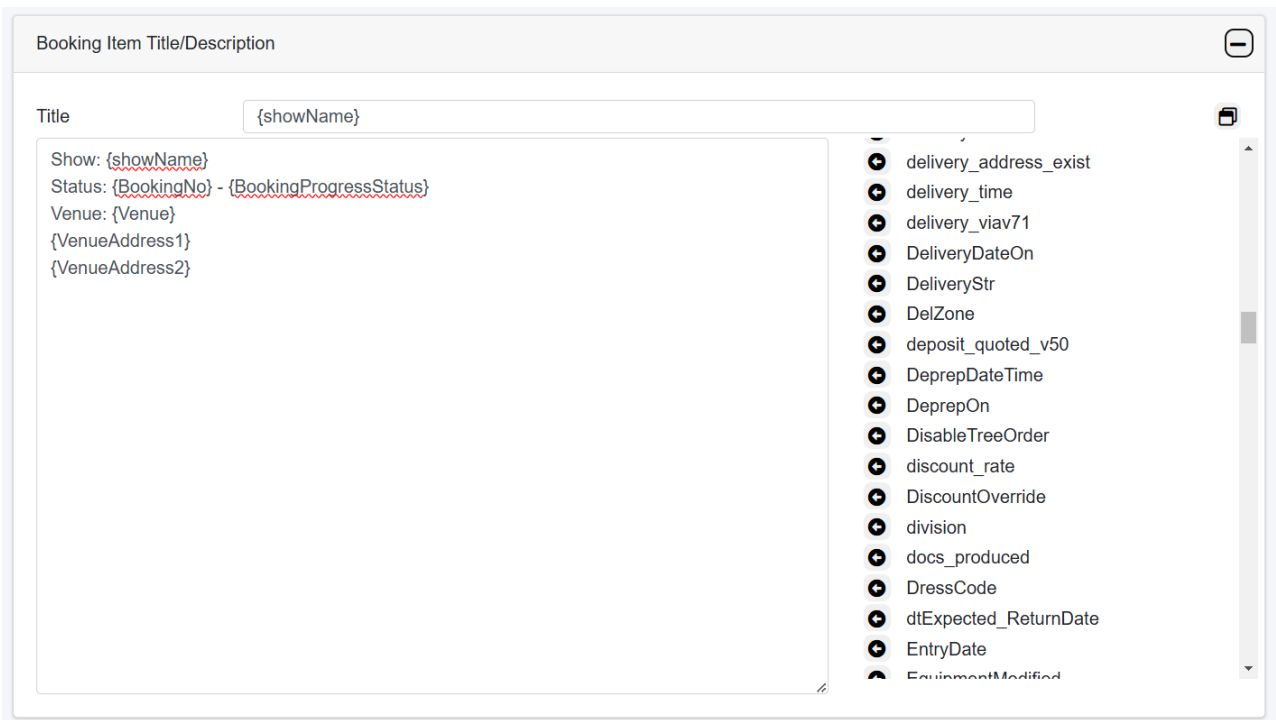 Booking Item Title/Description
Title
{showName}
Show: {showName}
Status: {BookingNo} - {BookingProgressStatus}
Venue: {Venue}
{VenueAddress1}
{VenueAddress2}
delivery_address_exist
delivery_time
delivery_viav71
DeliveryDateOn
DeliveryStr
DelZone
deposit_quoted_v50
DeprepDateTime
DeprepOn
DisableTreeOrder
discount_rate
DiscountOverride
division
docs_produced
DressCode
dtExpected_ReturnDate
EntryDate
EquipmentModified